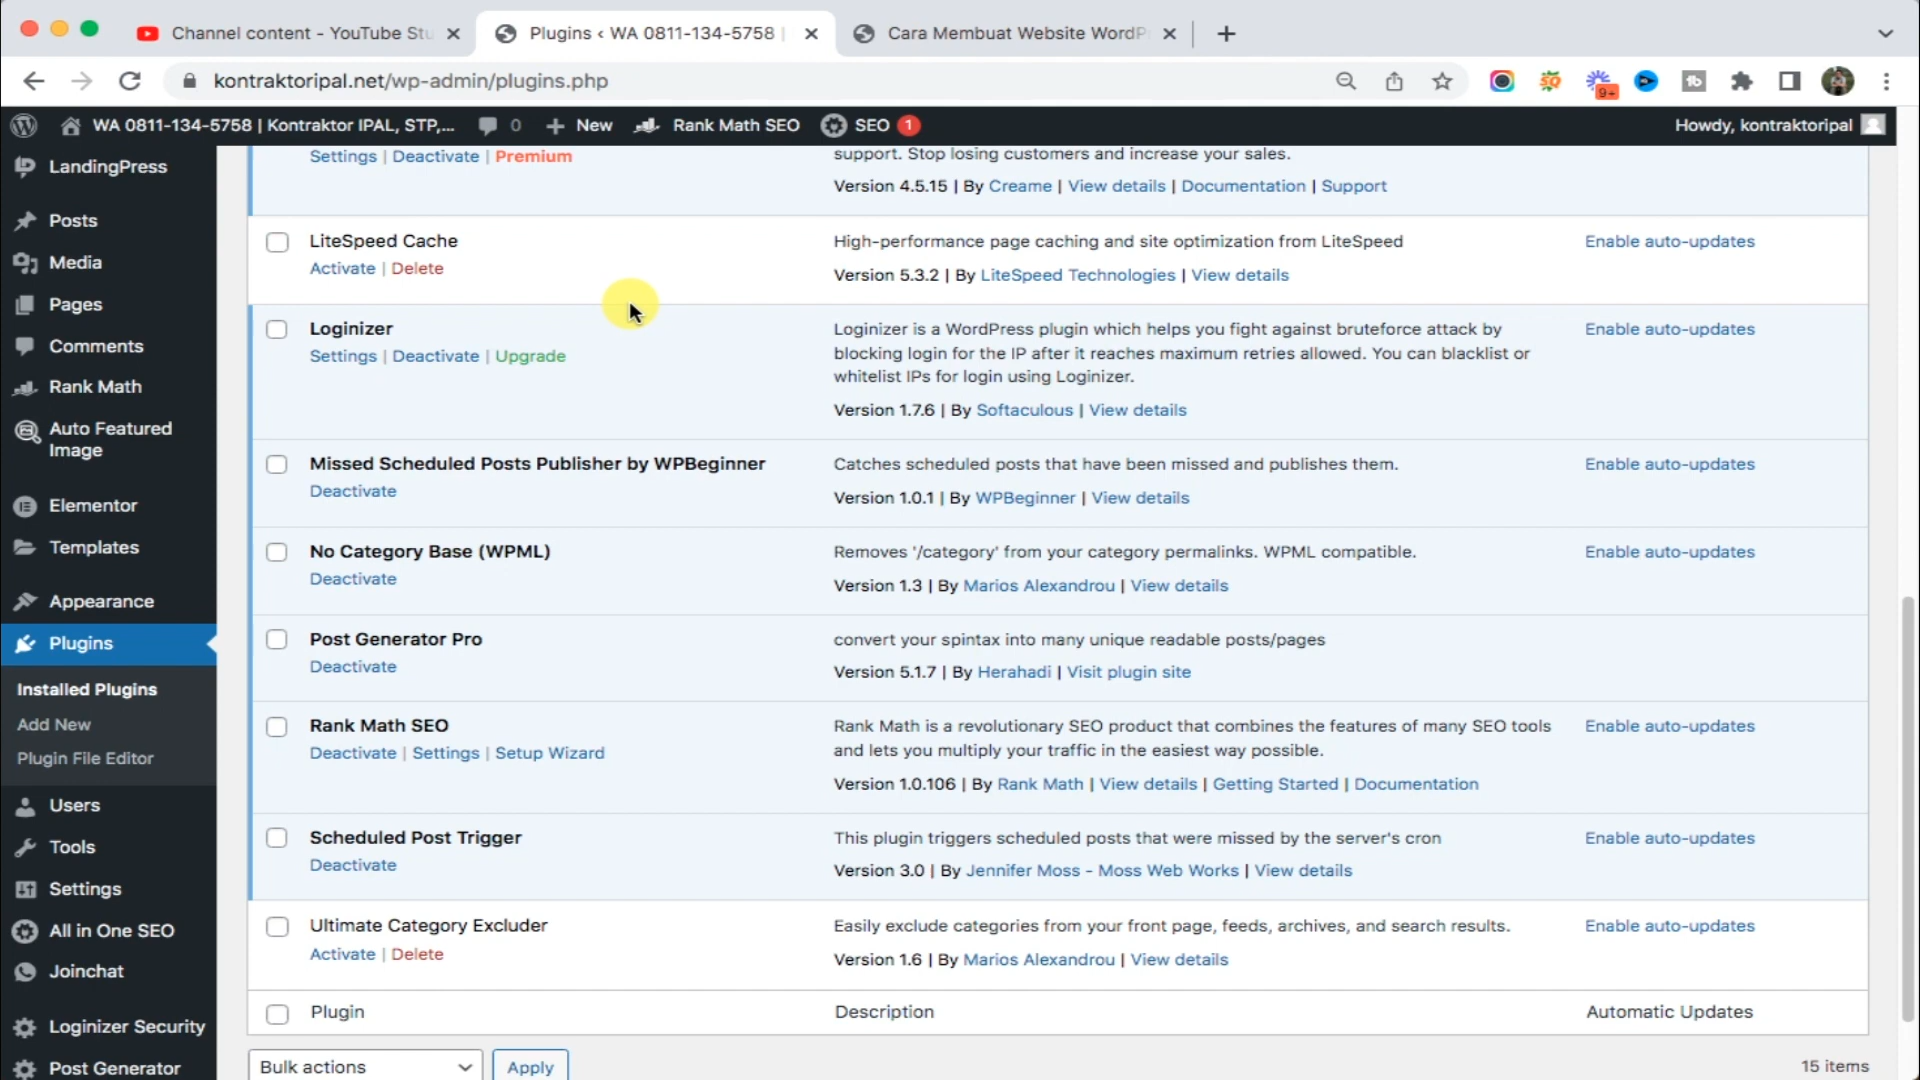 Channel content - YouTube Stu
Plugins ‹ WA 0811-134-5758 |
Cara Membuat Website WordP
kontraktoripal.net/wp-admin/plugins.php
9+
WA 0811-134-5758 | Kontraktor IPAL, STP,...
0
New
Rank Math SEO
SEO
1
Howdy, kontraktoripal
LandingPress
Posts
Media
Pages
Comments
Rank Math
Auto Featured
Image
Elementor
Templates
Appearance
Plugins
Installed Plugins
Add New
Plugin File Editor
Users
Tools
Settings
All in One SEO
Joinchat
Loginizer Security
Post Generator
Settings | Deactivate | Premium
support. Stop losing customers and increase your sales.
Version 4.5.15 | By Creame | View details | Documentation | Support
LiteSpeed Cache
Activate | Delete
High-performance page caching and site optimization from LiteSpeed
Version 5.3.2 | By LiteSpeed Technologies | View details
Enable auto-updates
Loginizer
Settings | Deactivate | Upgrade
Loginizer is a WordPress plugin which helps you fight against bruteforce attack by
blocking login for the IP after it reaches maximum retries allowed. You can blacklist or
whitelist IPs for login using Loginizer.
Version 1.7.6 | By Softaculous | View details
Enable auto-updates
Missed Scheduled Posts Publisher by WPBeginner
Deactivate
Catches scheduled posts that have been missed and publishes them.
Version 1.0.1 | By WPBeginner | View details
Enable auto-updates
No Category Base (WPML)
Deactivate
Removes '/category' from your category permalinks. WPML compatible.
Version 1.3 | By Marios Alexandrou | View details
Enable auto-updates
Post Generator Pro
Deactivate
convert your spintax into many unique readable posts/pages
Version 5.1.7 | By Herahadi | Visit plugin site
Rank Math SEO
Deactivate | Settings | Setup Wizard
Rank Math is a revolutionary SEO product that combines the features of many SEO tools
and lets you multiply your traffic in the easiest way possible.
Version 1.0.106 | By Rank Math | View details | Getting Started | Documentation
Enable auto-updates
Scheduled Post Trigger
Deactivate
This plugin triggers scheduled posts that were missed by the server's cron
Version 3.0 | By Jennifer Moss - Moss Web Works | View details
Enable auto-updates
Ultimate Category Excluder
Activate | Delete
Easily exclude categories from your front page, feeds, archives, and search results.
Version 1.6 | By Marios Alexandrou | View details
Enable auto-updates
Plugin
Description
Automatic Updates
Bulk actions
Apply
15 items